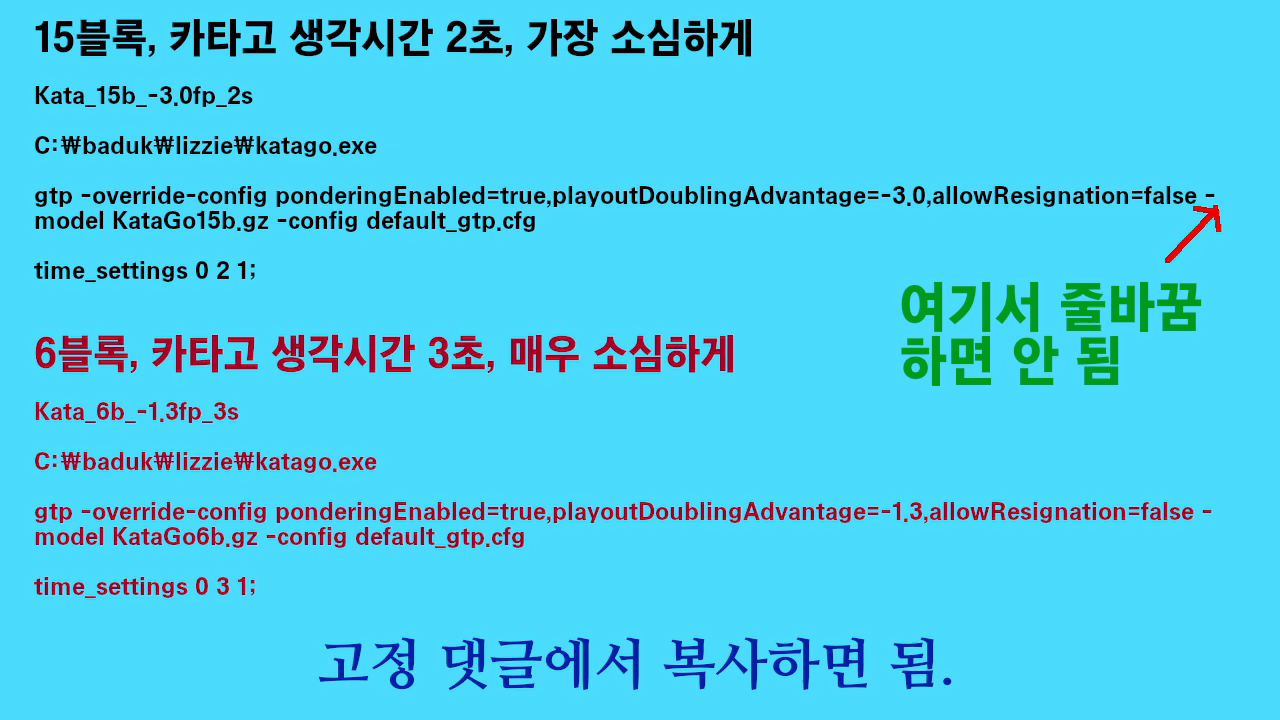 15블록, 카타고 생각시간 2초, 가장 소심하게
Kata_15b_-3.0fp_2s
C:₩baduk₩lizzie₩katago.exe
gtp -override-config ponderingEnabled=true,playoutDoublingAdvantage=-3.0,allowResignation=false -
model KataGo15b.gz -config default_gtp.cfg
time_settings 0 2 1;
여기서 줄바꿈
하면 안 됨
6블록, 카타고 생각시간 3초, 매우 소심하게
Kata_6b_-1.3fp_3s
C:₩baduk₩lizzie₩katago.exe
gtp -override-config ponderingEnabled=true,playoutDoublingAdvantage=-1.3,allowResignation=false -
model KataGo6b.gz -config default_gtp.cfg
time_settings 0 3 1;
고정 댓글에서 복사하면 됨.